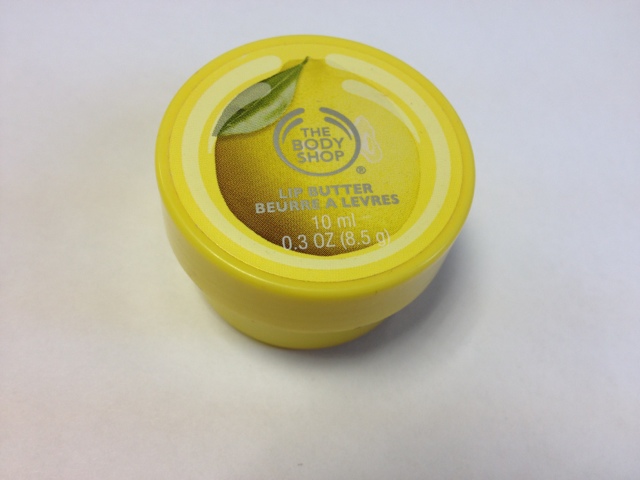 THE
BODY
SHOP
®
LIP BUTTER
BEURRE A LEVRES
10 ml
0.3 OZ (8.5 g)